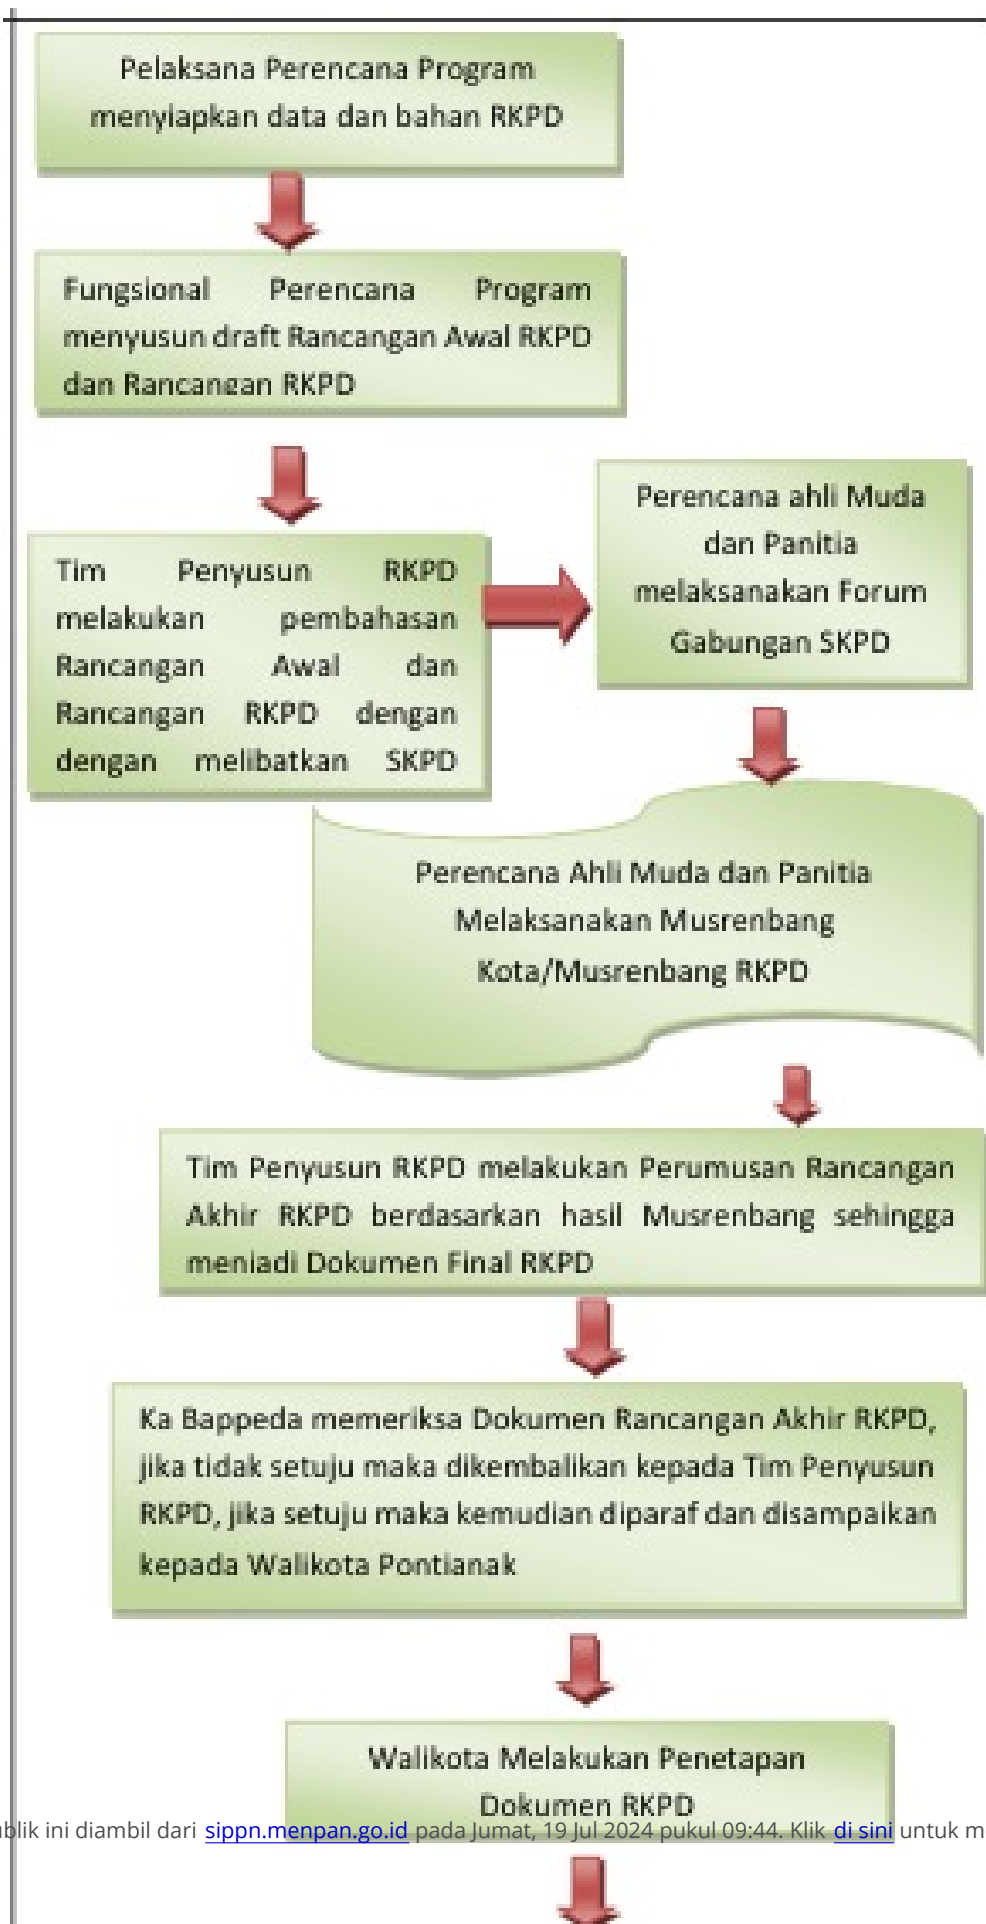 Pelaksana Perencana Program
menyiapkan data dan bahan RKPD
Fungsional Perencana Program
menyusun draft Rancangan Awal RKPD
dan Rancangan RKPD
Tim Penyusun RKPD
melakukan pembahasan
Rancangan Awal dan
Rancangan RKPD dengan
dengan melibatkan SKPD
Perencana ahli Muda
dan Panitia
melaksanakan Forum
Gabungan SKPD
Perencana Ahli Muda dan Panitia
Melaksanakan Musrenbang
Kota/Musrenbang RKPD
Tim Penyusun RKPD melakukan Perumusan Rancangan
Akhir RKPD berdasarkan hasil Musrenbang sehingga
menjadi Dokumen Final RKPD
Ka Bappeda memeriksa Dokumen Rancangan Akhir RKPD,
jika tidak setuju maka dikembalikan kepada Tim Penyusun
RKPD, jika setuju maka kemudian diparaf dan disampaikan
kepada Walikota Pontianak
Walikota Melakukan Penetapan
Dokumen RKPD
blik ini diambil dari sippn.menpan.go.id pada Jumat, 19 Jul 2024 pukul 09:44. Klik di sini untuk m